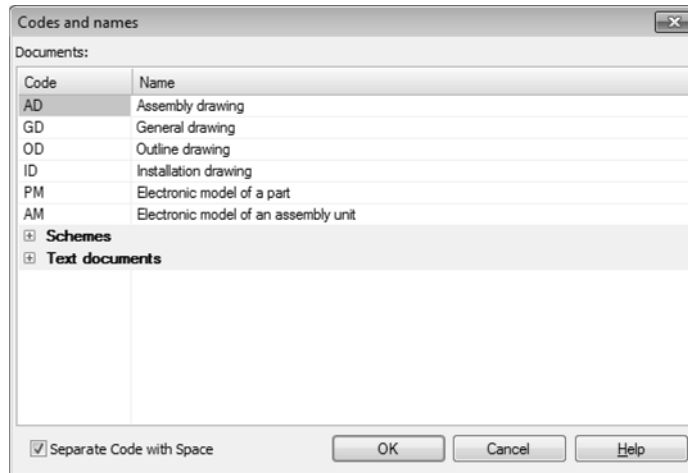 Codes and names
Documents:
Code Name
AD Assembly drawing
GD General drawing
OD Outline drawing
ID Installation drawing
PM Electronic model of a part
AM Electronic model of an assembly unit
Schemes
Text documents
Separate Code with Space OK Cancel Help